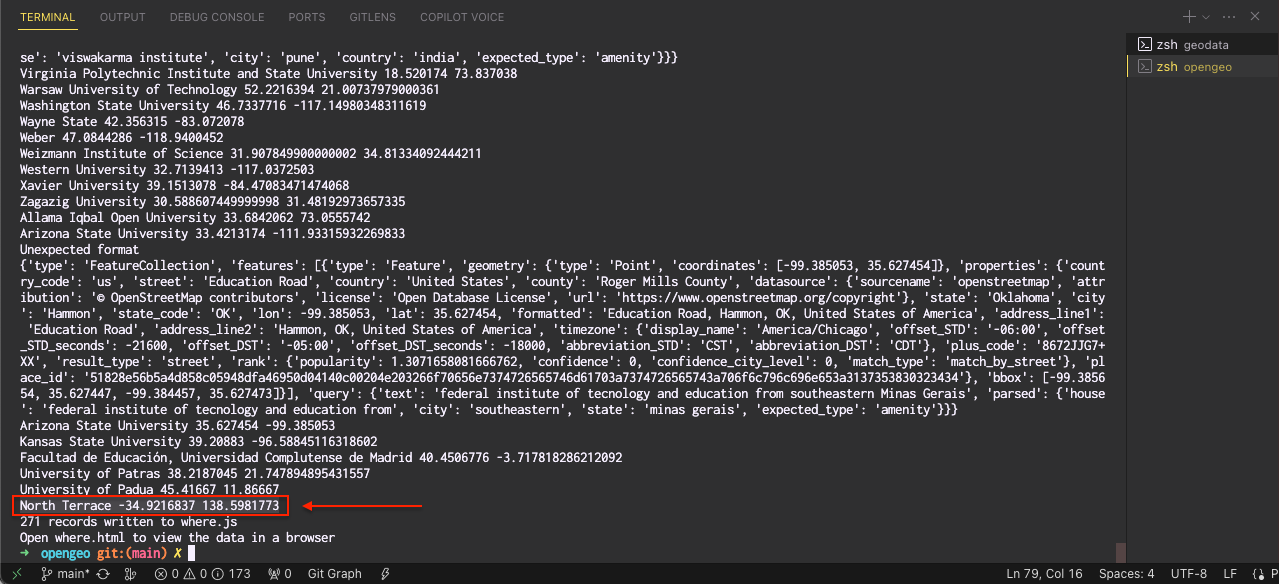 TERMINAL OUTPUT DEBUG CONSOLE PORTS GITLENS COPILOT VOICE
zsh geodata
zsh opengeo
se': 'viswakarma institute', 'city': 'pune', 'country': 'india', 'expected_type': 'amenity'}}}
Virginia Polytechnic Institute and State University 18.520174 73.837038
Warsaw University of Technology 52.2216394 21.00737979000361
Washington State University 46.7337716 -117.14980348311619
Wayne State 42.356315 -83.072078
Weber 47.0844286 -118.9400452
Weizmann Institute of Science 31.907849900000002 34.81334092444211
Western University 32.7139413 -117.0372503
Xavier University 39.1513078 -84.47083471474068
Zagazig University 30.588607449999998 31.48192973657335
Allama Iqbal Open University 33.6842062 73.0555742
Arizona State University 33.4213174 -111.93315932269833
Unexpected format
{'type': 'FeatureCollection', 'features': [{'type': 'Feature', 'geometry': {'type': 'Point', 'coordinates': [-99.385053, 35.627454]}, 'properties': {'count
ry_code': 'us', 'street': 'Education Road', 'country': 'United States', 'county': 'Roger Mills County', 'datasource': {'sourcename': 'openstreetmap', 'attr
ibution': '© OpenStreetMap contributors', 'license': 'Open Database License', 'url': 'https://www.openstreetmap.org/copyright'}, 'state': 'Oklahoma', 'city
': 'Hammon', 'state_code': 'OK', 'lon': -99.385053, 'lat': 35.627454, 'formatted': 'Education Road, Hammon, OK, United States of America', 'address_line1':
'Education Road', 'address_line2': 'Hammon, OK, United States of America', 'timezone': {'display_name': 'America/Chicago', 'offset_STD': '-06:00', 'offset
_STD_seconds': -21600, 'offset_DST': '-05:00', 'offset_DST_seconds': -18000, 'abbreviation_STD': 'CST', 'abbreviation_DST': 'CDT'}, 'plus_code': '8672JJG7+
XX', 'result_type': 'street', 'rank': {'popularity': 1.3071658081666762, 'confidence': 0, 'confidence_city_level': 0, 'match_type': 'match_by_street'}, 'pl
ace_id': '51828e56b5a4d858c05948dfa46950d04140c00204e203266f70656e7374726565746d61703a7374726565743a706f6c796c696e653a3137353830323434'}, 'bbox': [-99.3856
54, 35.627447, -99.384457, 35.627473]}], 'query': {'text': 'federal institute of tecnology and education from southeastern Minas Gerais', 'parsed': {'house
': 'federal institute of tecnology and education from', 'city': 'southeastern', 'state': 'minas gerais', 'expected_type': 'amenity'}}}
Arizona State University 35.627454 -99.385053
Kansas State University 39.20883 -96.58845116318602
Facultad de Educación, Universidad Complutense de Madrid 40.4506776 -3.717818286212092
University of Patras 38.2187045 21.747894895431557
University of Padua 45.41667 11.86667
North Terrace -34.9216837 138.5981773
271 records written to where.js
Open where.html to view the data in a browser
→ opengeo git:(main) ✗
main* 0 0 173 0 Git Graph Ln 79, Col 16 Spaces: 4 UTF-8 LF { } P